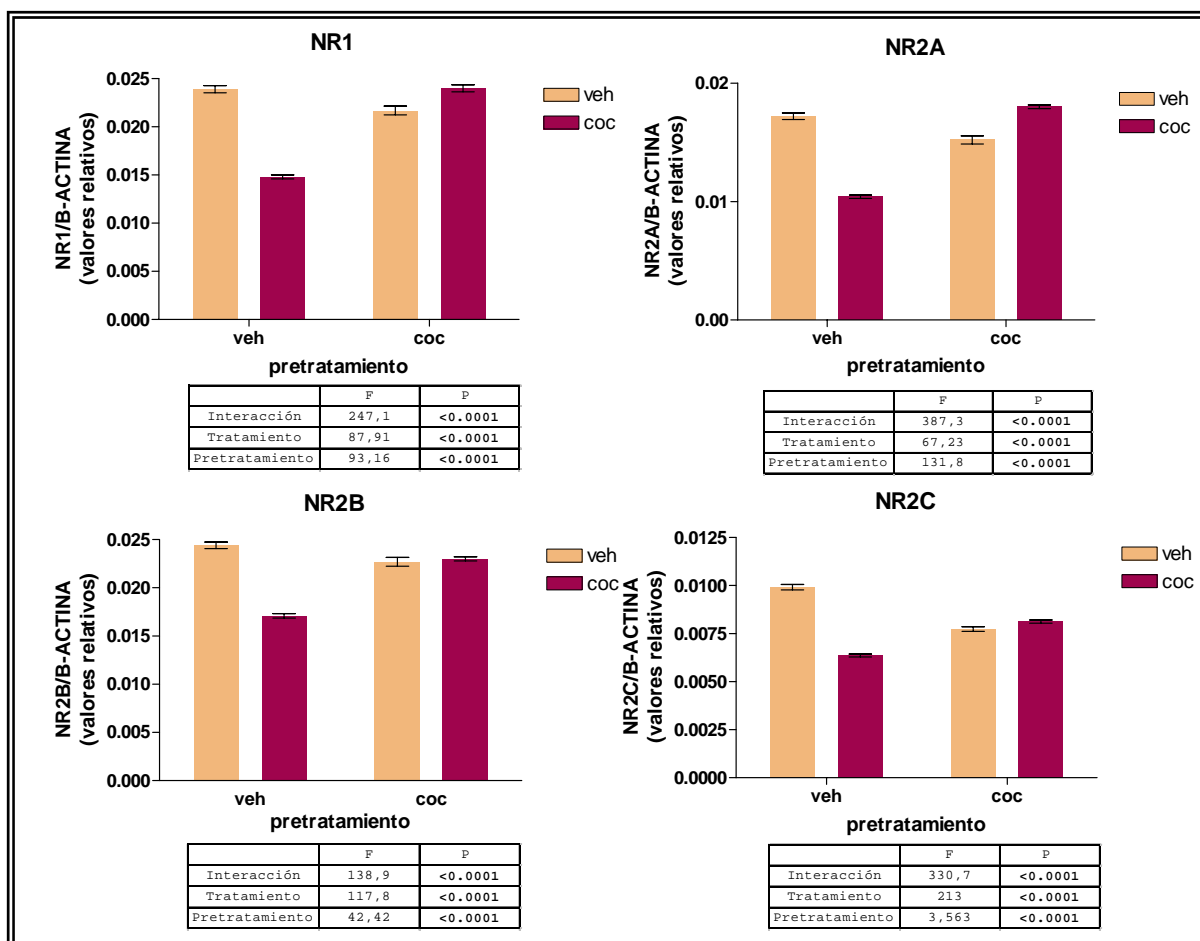 NR1
NR1/B-ACTINA
(valores relativos)
0.025
0.020
0.015
0.010
0.005
0.000
veh
coc
pretratamiento
veh
coc
F P
Interacción 247,1 <0.0001
Tratamiento 87,91 <0.0001
Pretratamiento 93,16 <0.0001
NR2A
NR2A/B-ACTINA
(valores relativos)
0.02
0.01
0.00
veh
coc
pretratamiento
veh
coc
F P
Interacción 387,3 <0.0001
Tratamiento 67,23 <0.0001
Pretratamiento 131,8 <0.0001
NR2B
NR2B/B-ACTINA
(valores relativos)
0.025
0.020
0.015
0.010
0.005
0.000
veh
coc
pretratamiento
veh
coc
F P
Interacción 138,9 <0.0001
Tratamiento 117,8 <0.0001
Pretratamiento 42,42 <0.0001
NR2C
NR2C/B-ACTINA
(valores relativos)
0.0125
0.0100
0.0075
0.0050
0.0025
0.0000
veh
coc
pretratamiento
veh
coc
F P
Interacción 330,7 <0.0001
Tratamiento 213 <0.0001
Pretratamiento 3,563 <0.0001